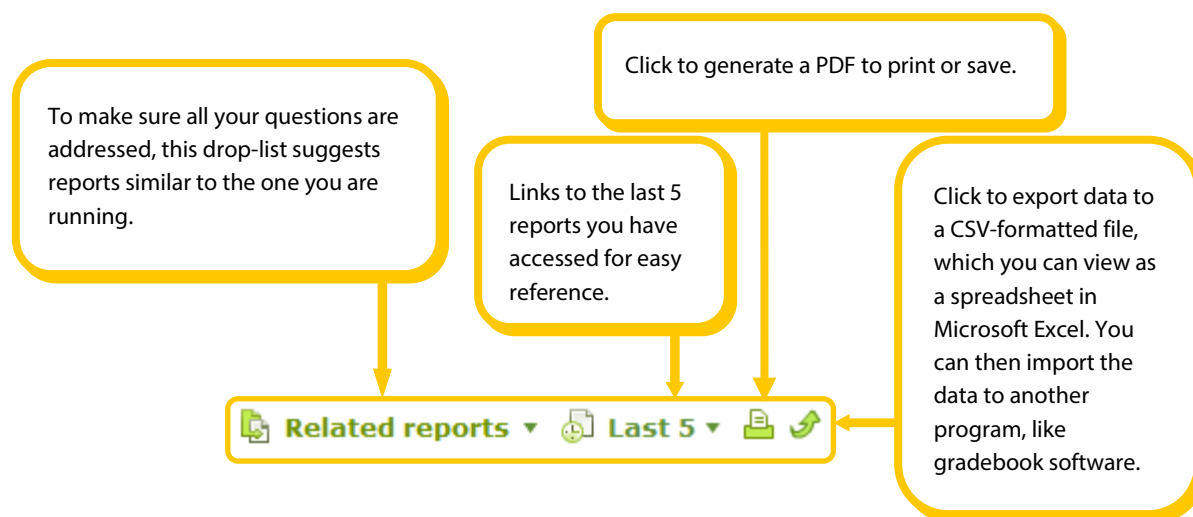 Click to generate a PDF to print or save.
To make sure all your questions are
addressed, this drop-list suggests
reports similar to the one you are
running.
Links to the last 5
reports you have
accessed for easy
reference.
Click to export data to
a CSV-formatted file,
which you can view as
a spreadsheet in
Microsoft Excel. You
can then import the
data to another
program, like
gradebook software.
Related reports Last 5